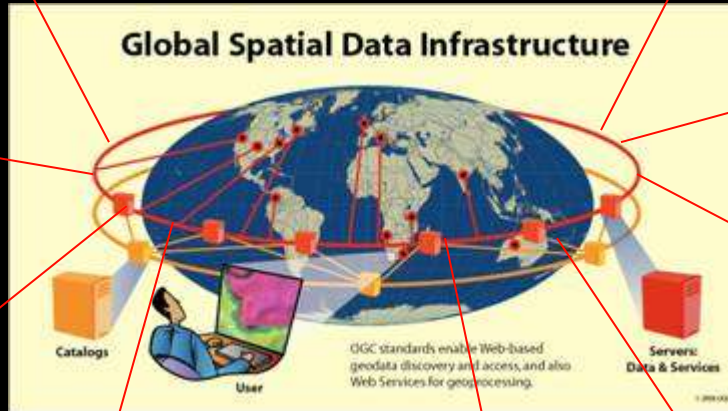 Global Spatial Data Infrastructure
Catalogs
User
OGC standards enable Web-based
geodata discovery and access, and also
Web Services for geoprocessing.
Servers:
Data & Services